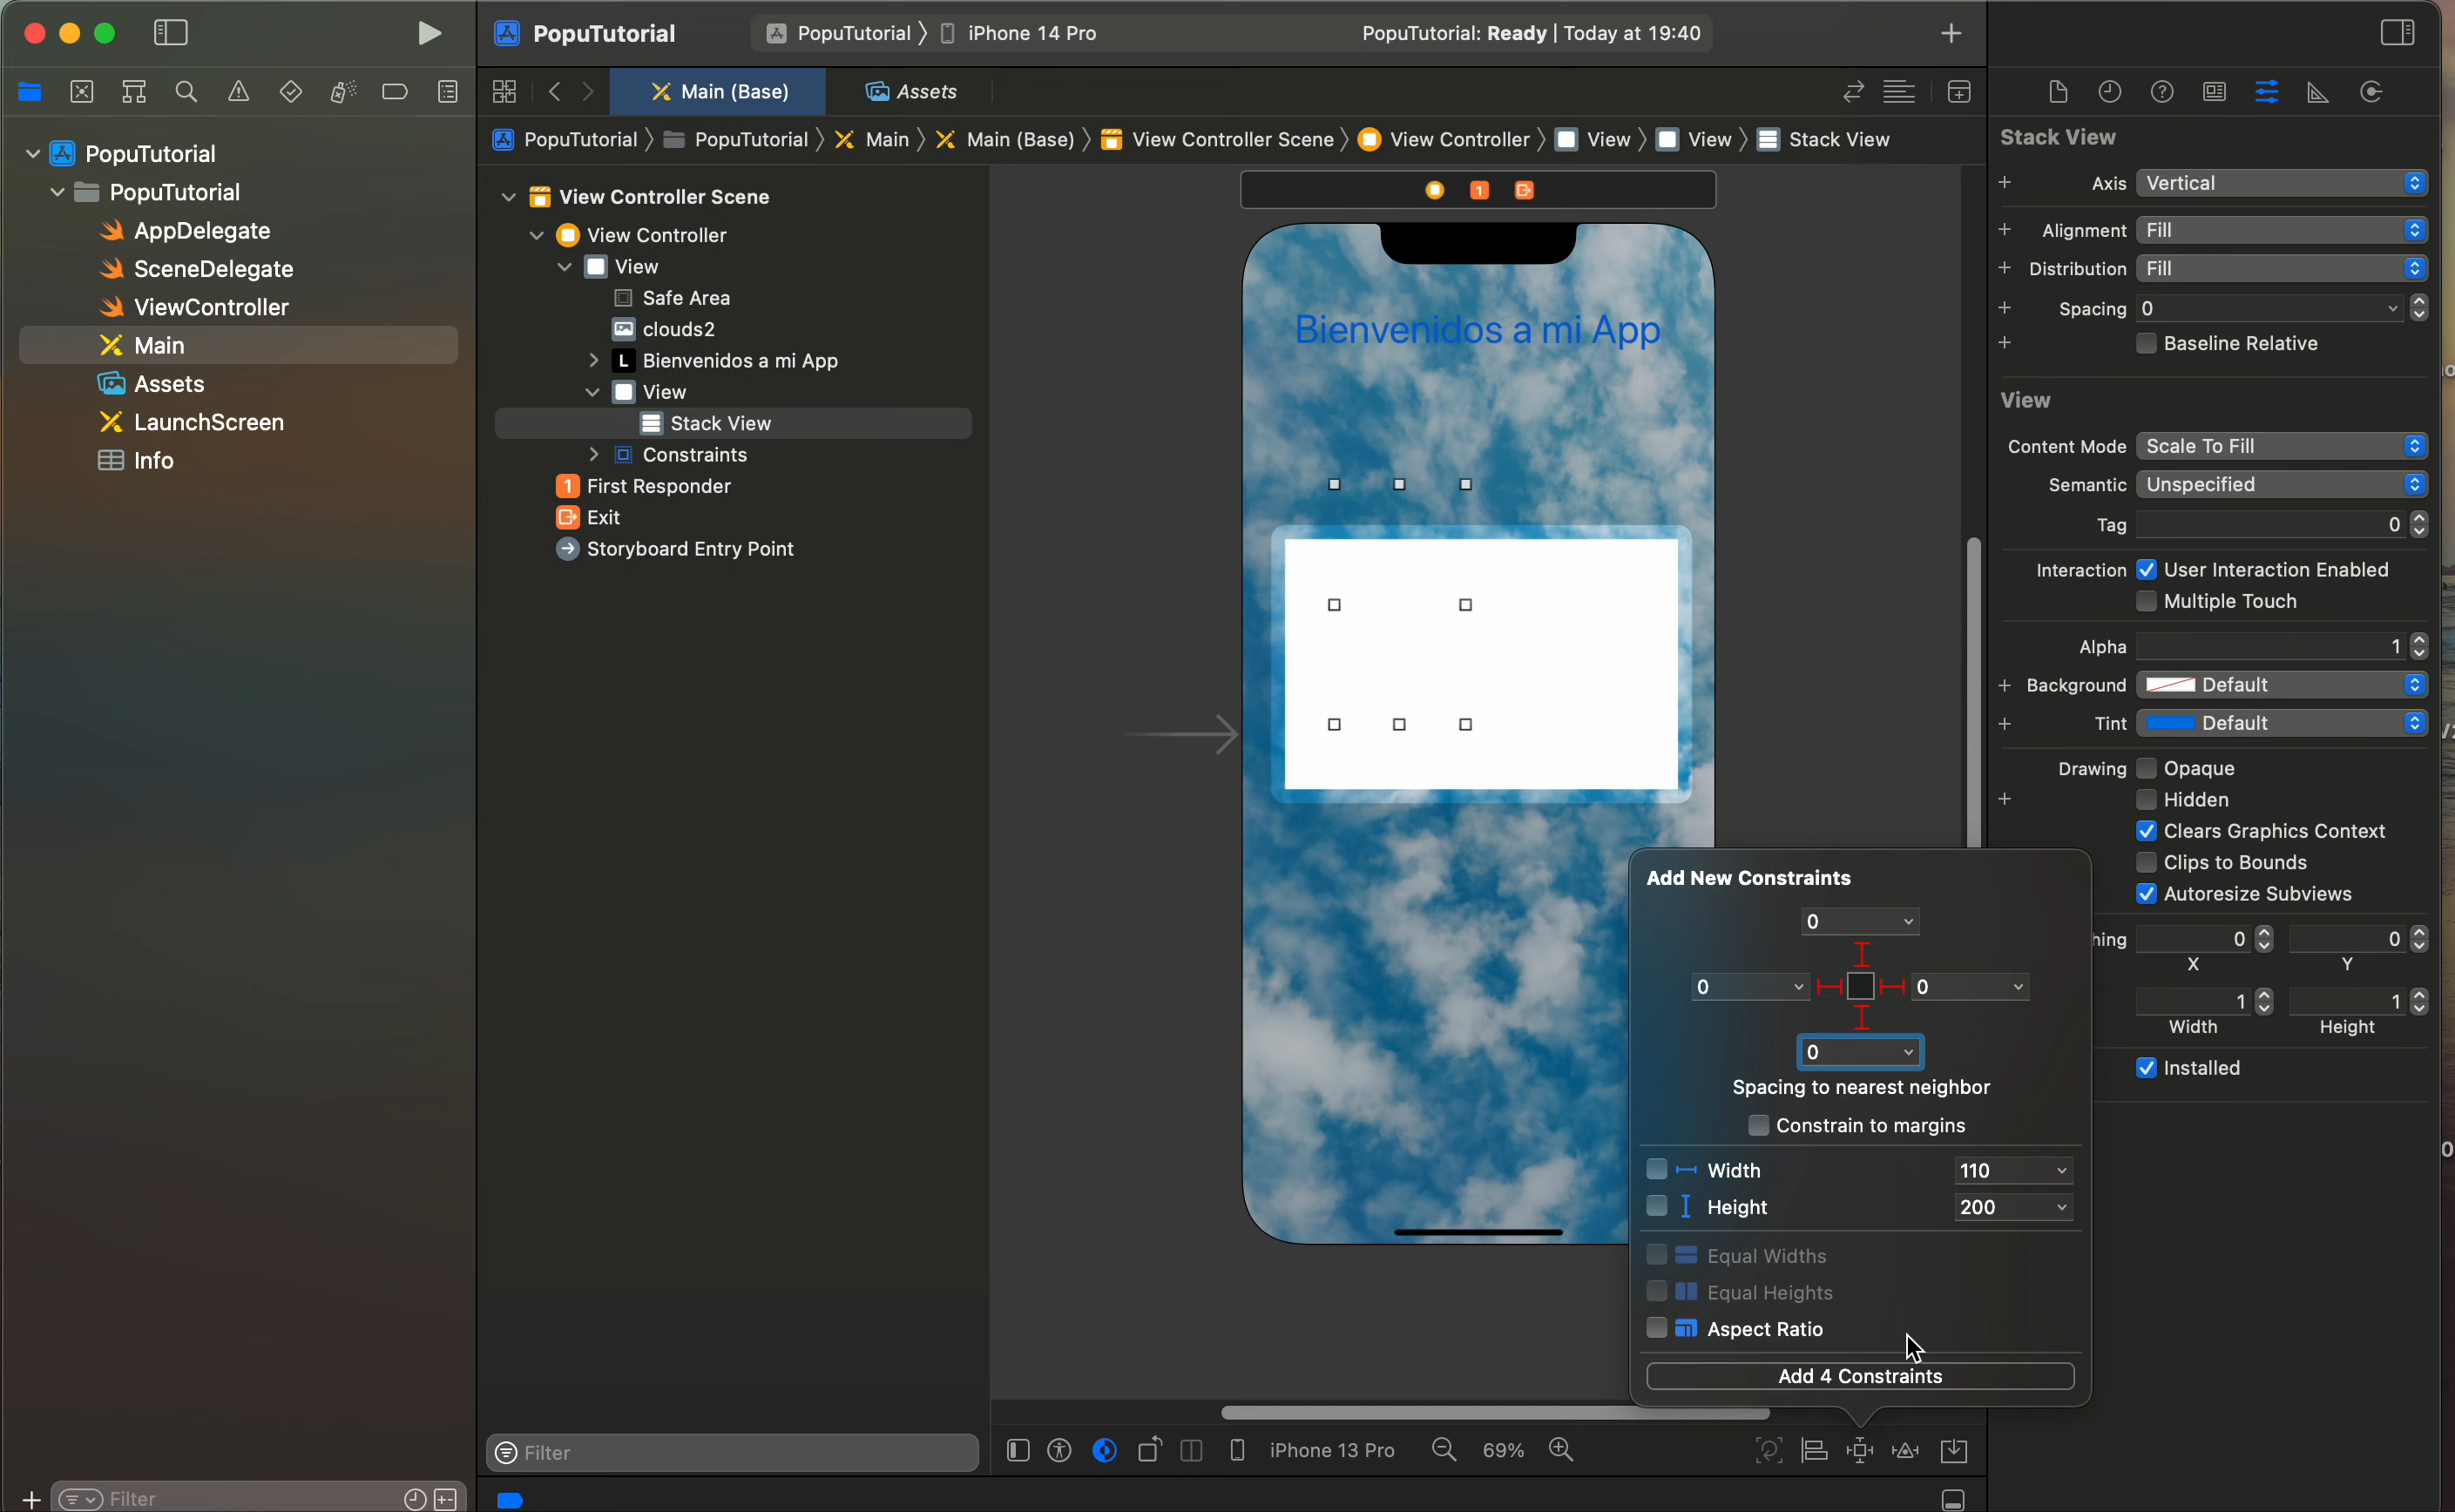 PopuTutorial
PopuTutorial
iPhone 14 Pro
PopuTutorial: Ready | Today at 19:40
Main (Base)
Assets
PopuTutorial
PopuTutorial
Main
Main (Base)
View Controller Scene
View Controller
View
View
Stack View
PopuTutorial
PopuTutorial
AppDelegate
SceneDelegate
ViewController
Main
Assets
LaunchScreen
Info
Filter
View Controller Scene
View Controller
View
Safe Area
clouds2
L Bienvenidos a mi App
View
Stack View
Constraints
1 First Responder
Exit
Storyboard Entry Point
Filter
1
Bienvenidos a mi App
Add New Constraints
0
0
0
0
Spacing to nearest neighbor
Constrain to margins
Width 110
Height 200
Equal Widths
Equal Heights
Aspect Ratio
Add 4 Constraints
iPhone 13 Pro
69%
Stack View
Axis Vertical
Alignment Fill
Distribution Fill
Spacing 0
Baseline Relative
View
Content Mode Scale To Fill
Semantic Unspecified
Tag 0
Interaction User Interaction Enabled
Multiple Touch
Alpha 1
Background Default
Tint Default
Drawing Opaque
Hidden
Clears Graphics Context
Clips to Bounds
Autoresize Subviews
hing 0 0
X Y
1 1
Width Height
Installed